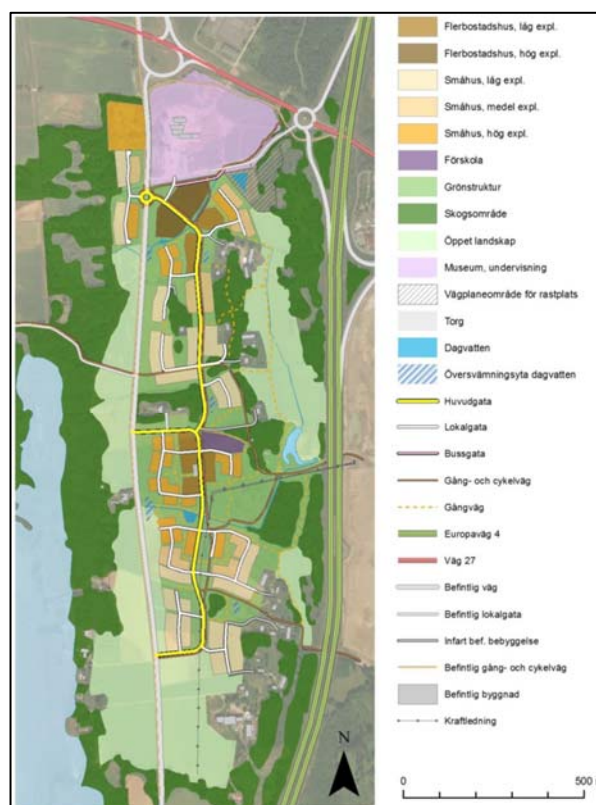 Flerbostadshus, låg expl.
Flerbostadshus, hög expl.
Småhus, låg expl.
Småhus, medel expl.
Småhus, hög expl.
Förskola
Grönstruktur
Skogsområde
Öppet landskap
Museum, undervisning
Vägplaneområde för rastplats
Torg
Dagvatten
Översvämningsyta dagvatten
Huvudgata
Lokalgata
Bussgata
Gång- och cykelväg
Gångväg
Europaväg 4
Väg 27
Befintlig väg
Befintlig lokalgata
Infart bef. bebyggelse
Befintlig gång- och cykelväg
Befintlig byggnad
Kraftledning
N
0 500